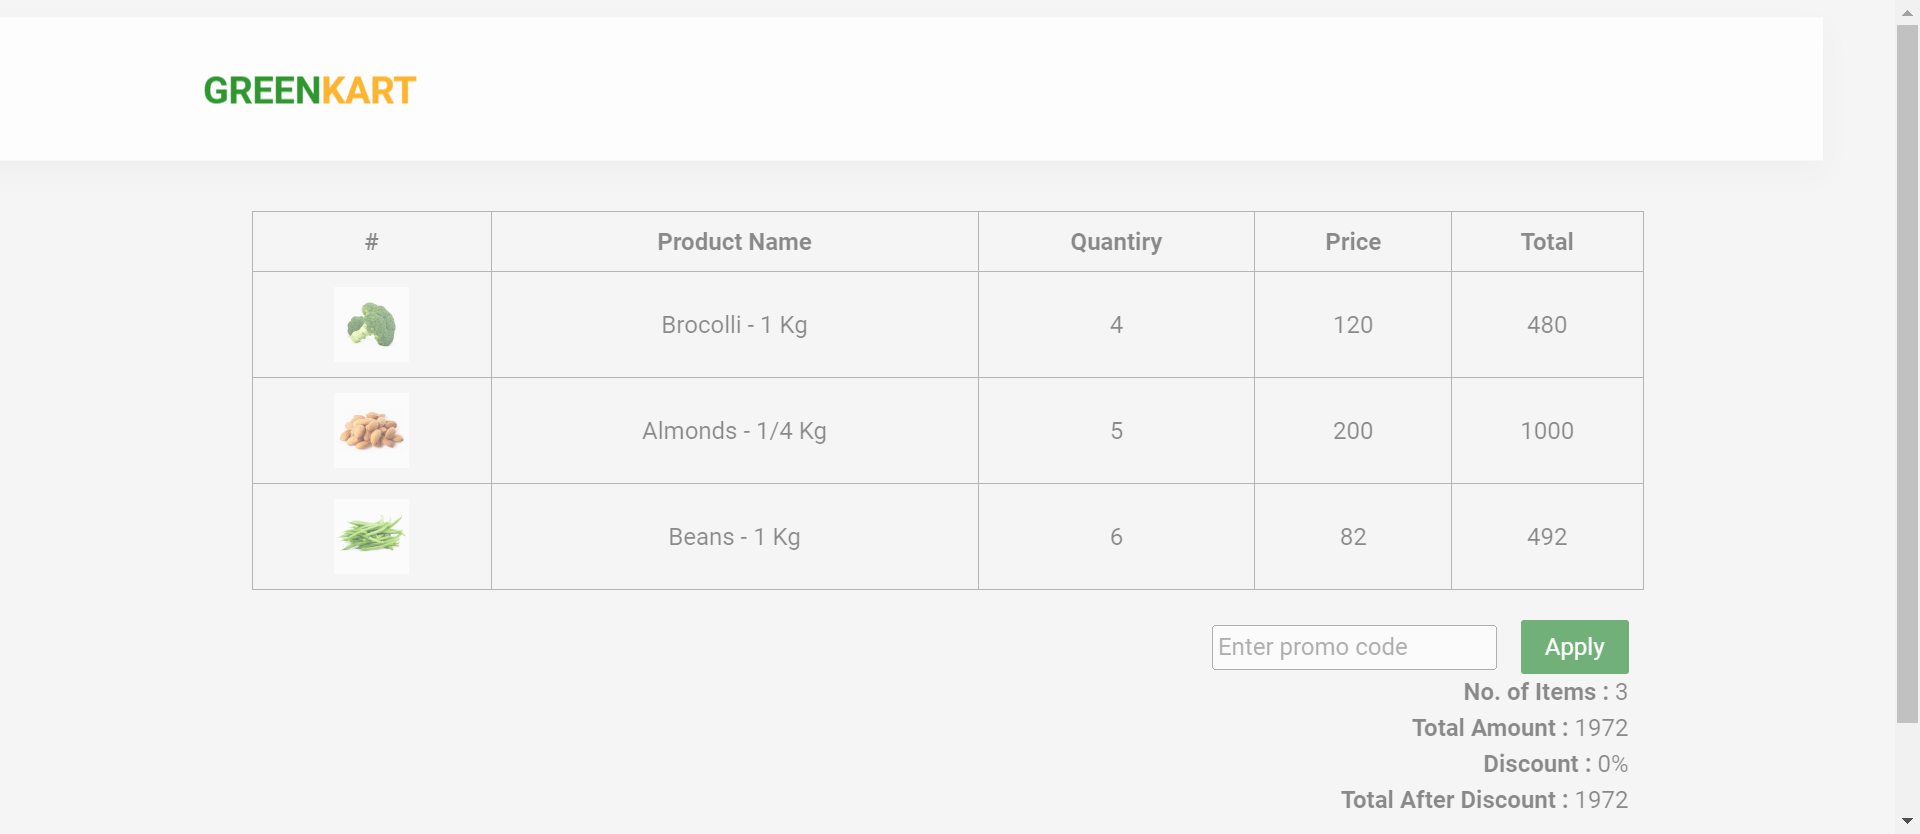 GREENKART
# Product Name Quantiry Price Total
Brocolli - 1 Kg 4 120 480
Almonds - 1/4 Kg 5 200 1000
Beans - 1 Kg 6 82 492
Enter promo code Apply
No. of Items : 3
Total Amount : 1972
Discount : 0%
Total After Discount : 1972